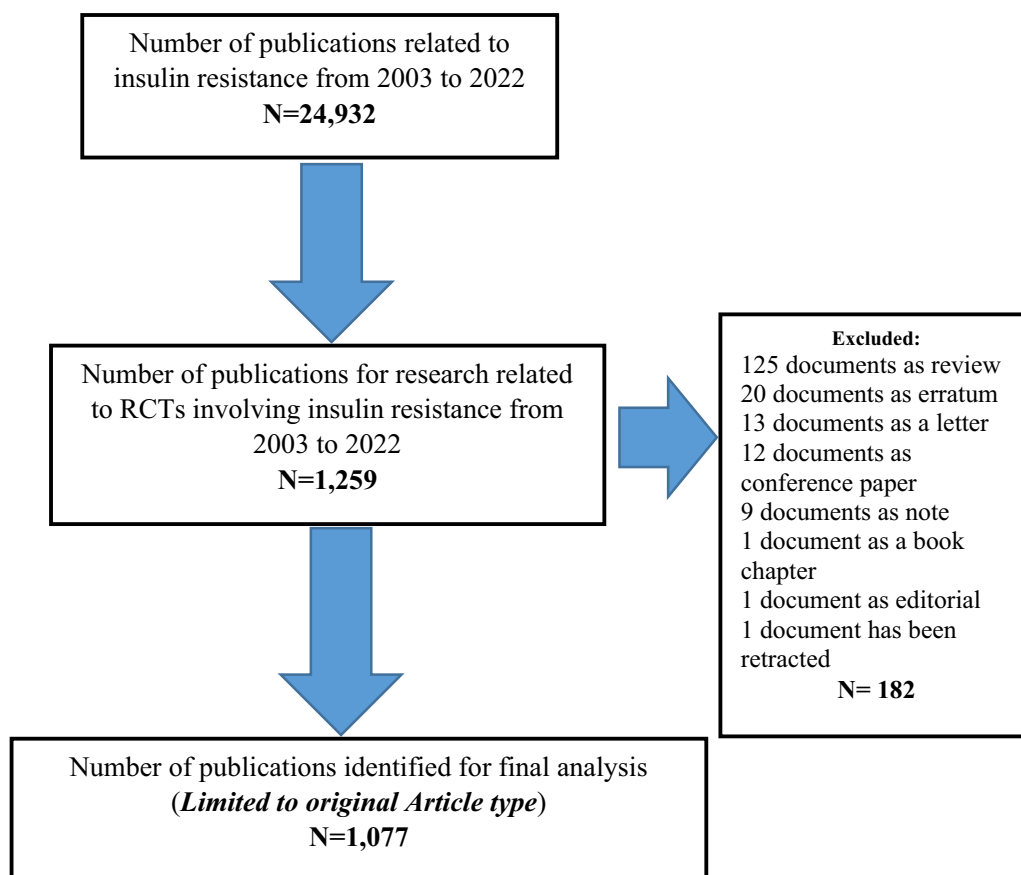 Number of publications related to
insulin resistance from 2003 to 2022
N=24,932
Number of publications for research related
to RCTs involving insulin resistance from
2003 to 2022
N=1,259
Excluded:
125 documents as review
20 documents as erratum
13 documents as a letter
12 documents as
conference paper
9 documents as note
1 document as a book
chapter
1 document as editorial
1 document has been
retracted
N= 182
Number of publications identified for final analysis
(Limited to original Article type)
N=1,077